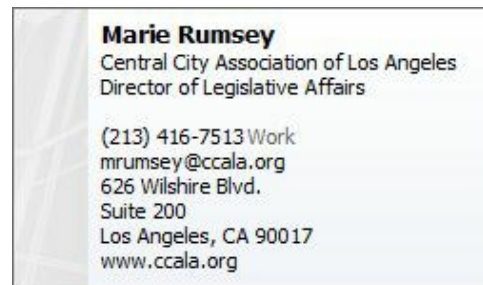 Marie Rumsey
Central City Association of Los Angeles
Director of Legislative Affairs
(213) 416-7513 Work
mrumsey@ccala.org
626 Wilshire Blvd.
Suite 200
Los Angeles, CA 90017
www.ccala.org